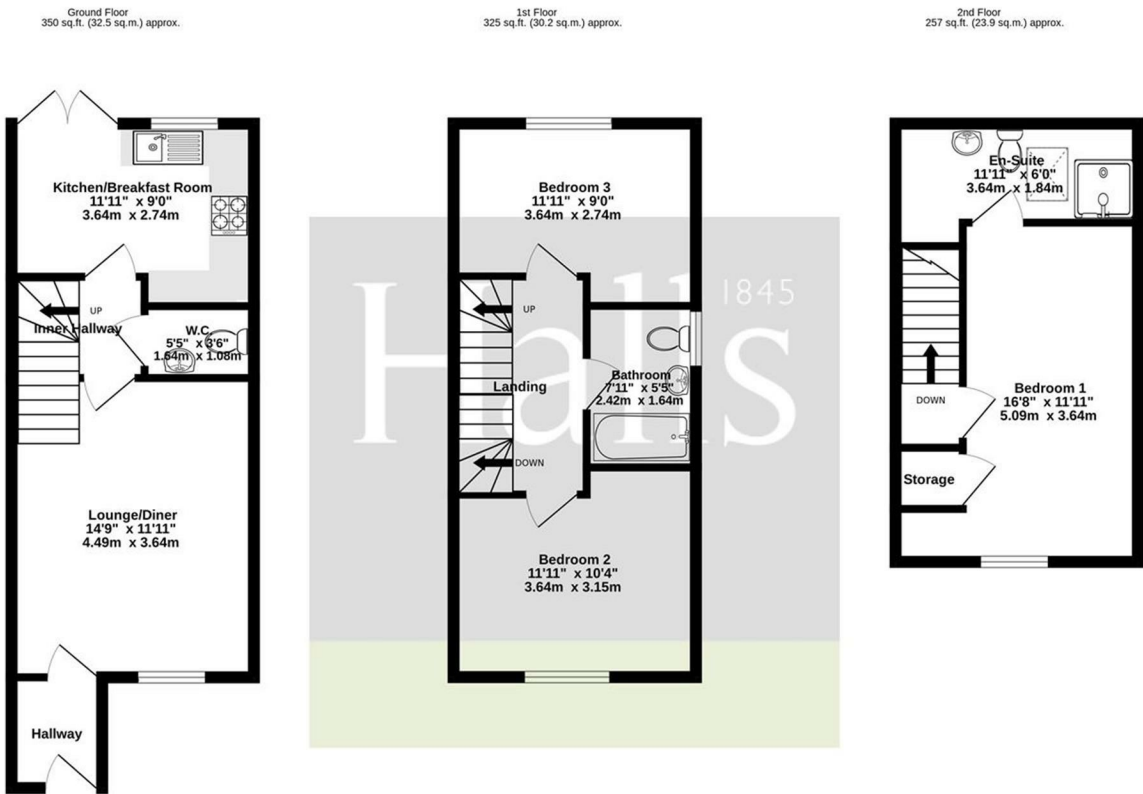 Ground Floor
350 sq.ft. (32.5 sq.m.) approx.
1st Floor
325 sq.ft. (30.2 sq.m.) approx.
2nd Floor
257 sq.ft. (23.9 sq.m.) approx.
Kitchen/Breakfast Room
11'11" x 9'0"
3.64m x 2.74m
UP
Inner Hallway
W.C.
5'5" x 3'6"
1.64m x 1.08m
Lounge/Diner
14'9" x 11'11"
4.49m x 3.64m
Hallway
Bedroom 3
11'11" x 9'0"
3.64m x 2.74m
Halls
1845
UP
Landing
Bathroom
7'11" x 5'5"
2.42m x 1.64m
DOWN
Bedroom 2
11'11" x 10'4"
3.64m x 3.15m
En-Suite
11'11" x 6'0"
3.64m x 1.84m
Bedroom 1
16'8" x 11'11"
5.09m x 3.64m
DOWN
Storage